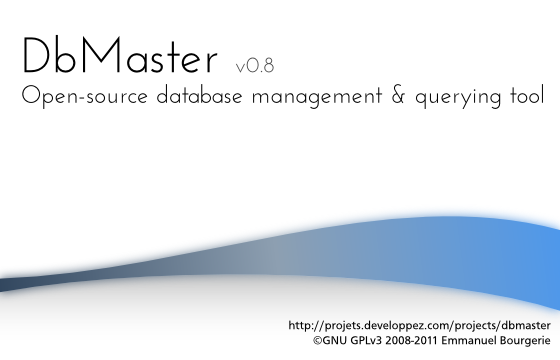 DbMaster v0.8
Open-source database management & querying tool
http://projets.developpez.com/projects/dbmaster
©GNU GPLv3 2008-2011 Emmanuel Bourgerie